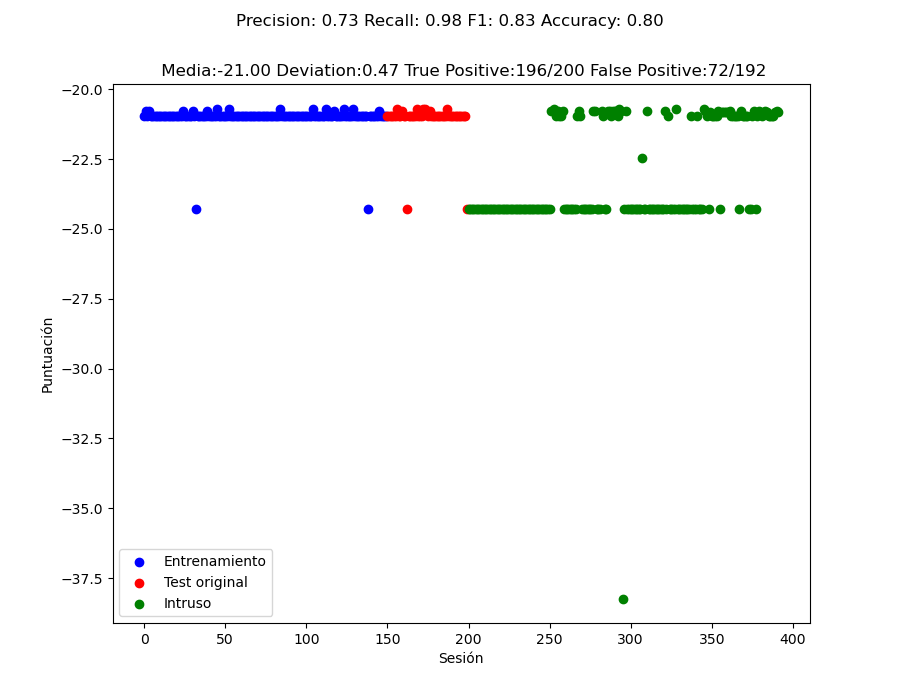 Precision: 0.73 Recall: 0.98 F1: 0.83 Accuracy: 0.80
Media:-21.00 Deviation:0.47 True Positive:196/200 False Positive:72/192
−20.0
−22.5
−25.0
−27.5
−30.0
−32.5
−35.0
−37.5
Puntuación
Entrenamiento
Test original
Intruso
0 50 100 150 200 250 300 350 400
Sesión